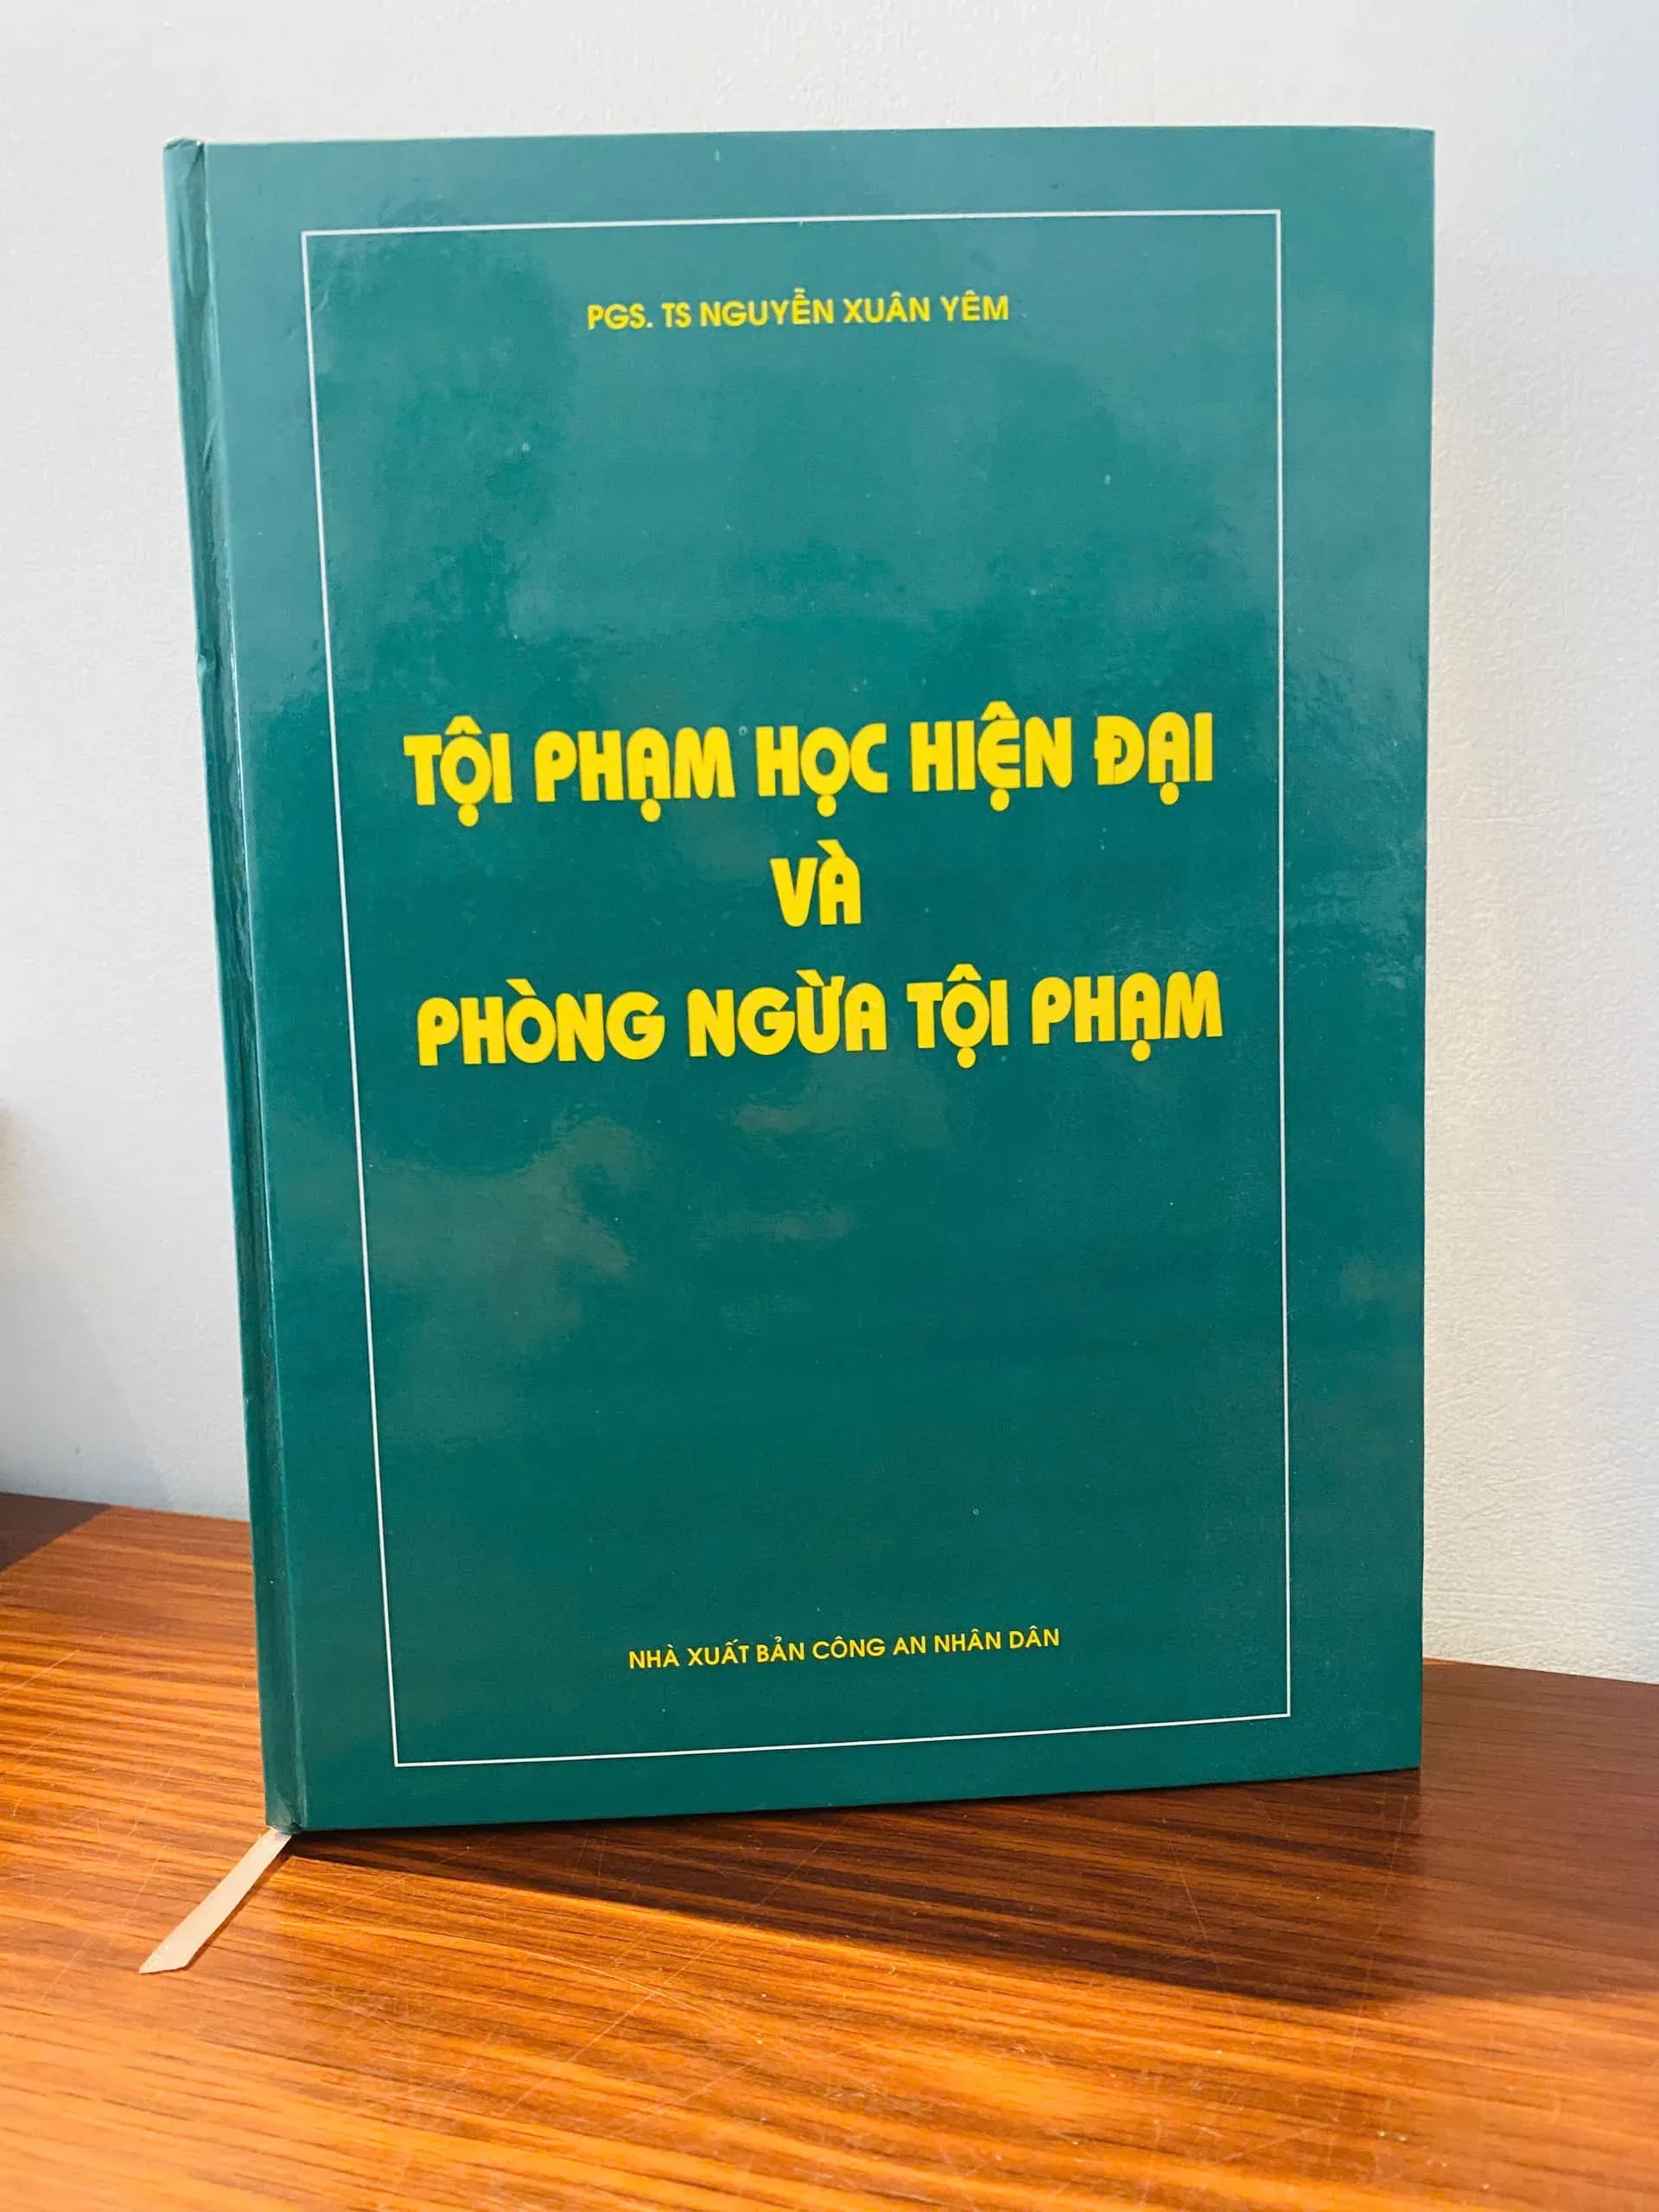 PGS. TS NGUYỄN XUÂN YÊM
TỘI PHẠM HỌC HIỆN ĐẠI
VÀ
PHÒNG NGỪA TỘI PHẠM
NHÀ XUẤT BẢN CÔNG AN NHÂN DÂN